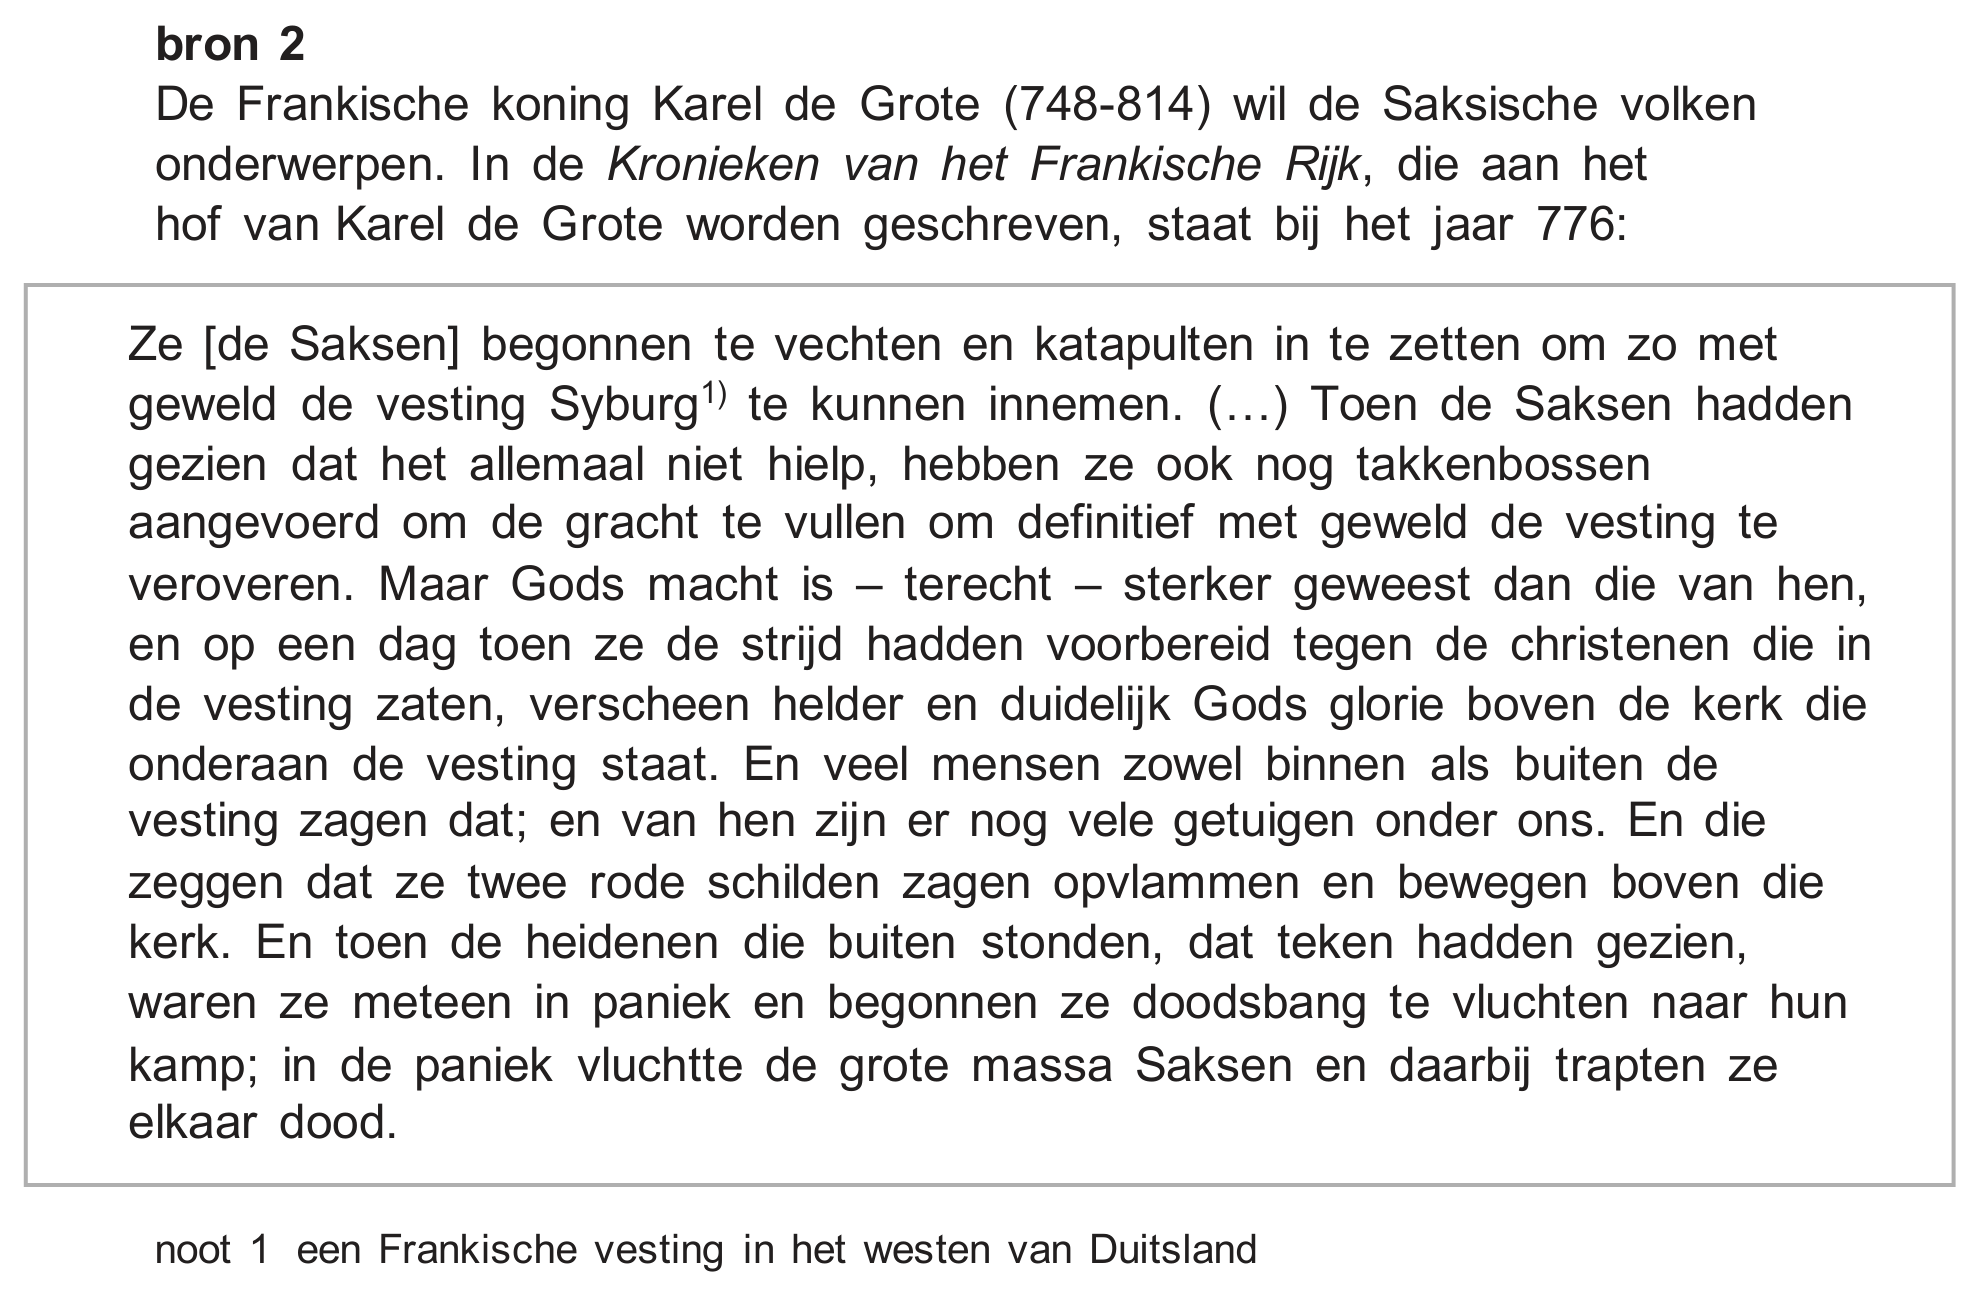 bron 2
De Frankische koning Karel de Grote (748-814) wil de Saksische volken
onderwerpen. In de Kronieken van het Frankische Rijk, die aan het
hof van Karel de Grote worden geschreven, staat bij het jaar 776:
Ze [de Saksen] begonnen te vechten en katapulten in te zetten om zo met
geweld de vesting Syburg1) te kunnen innemen. (…) Toen de Saksen hadden
gezien dat het allemaal niet hielp, hebben ze ook nog takkenbossen
aangevoerd om de gracht te vullen om definitief met geweld de vesting te
veroveren. Maar Gods macht is – terecht – sterker geweest dan die van hen,
en op een dag toen ze de strijd hadden voorbereid tegen de christenen die in
de vesting zaten, verscheen helder en duidelijk Gods glorie boven de kerk die
onderaan de vesting staat. En veel mensen zowel binnen als buiten de
vesting zagen dat; en van hen zijn er nog vele getuigen onder ons. En die
zeggen dat ze twee rode schilden zagen opvlammen en bewegen boven die
kerk. En toen de heidenen die buiten stonden, dat teken hadden gezien,
waren ze meteen in paniek en begonnen ze doodsbang te vluchten naar hun
kamp; in de paniek vluchtte de grote massa Saksen en daarbij trapten ze
elkaar dood.
noot 1 een Frankische vesting in het westen van Duitsland